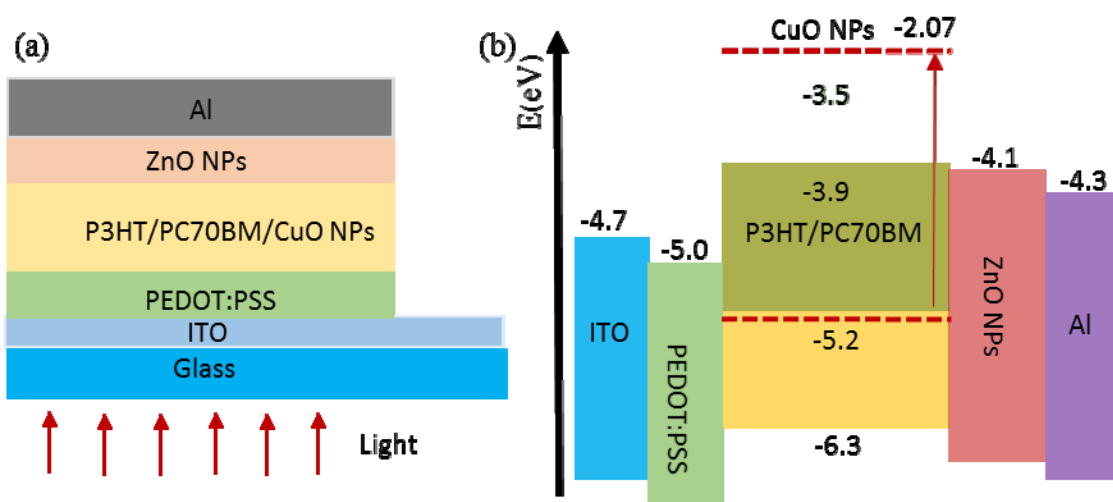 (a)
Al
ZnO NPs
P3HT/PC70BM/CuO NPs
PEDOT:PSS
ITO
Glass
Light
(b)
E(eV)
CuO NPs -2.07
-3.5
-4.1
-3.9
-4.3
P3HT/PC70BM
-4.7
-5.0
ITO
PEDOT:PSS
-5.2
ZnO NPs
Al
-6.3